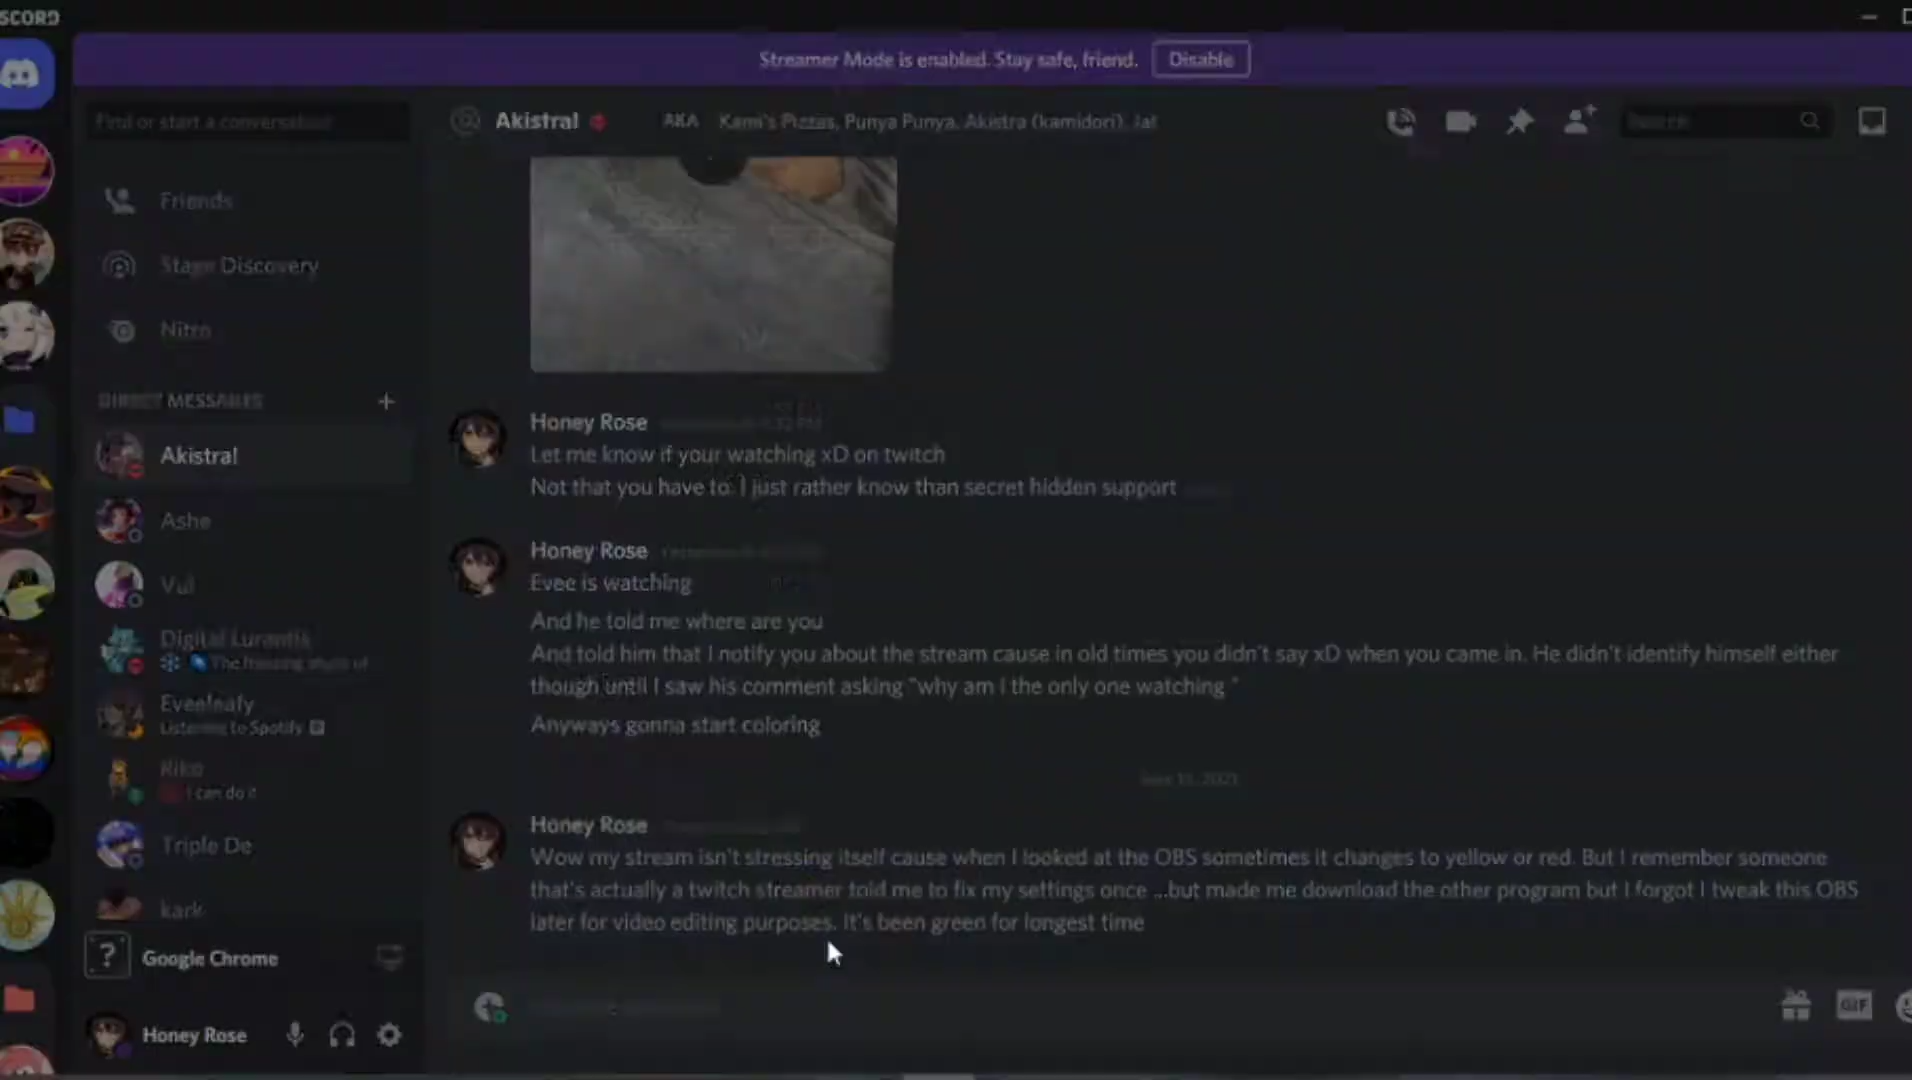 SCORD
Streamer Mode is enabled. Stay safe, friend.
Disable
Find or start a conversation
Akistral
AKA
Kami's Pizzas, Punya Punya, Akistra (kamidori), Jat
Search
Friends
Stage Discovery
Nitro
DIRECT MESSAGES
Akistral
Ashe
Vul
Digital Lurantis
The freezing
Eveeleafy
Listening to Spotify
Riko
I can do it
Triple De
kark
Google Chrome
Honey Rose
Honey Rose
Let me know if your watching xD on twitch
Not that you have to I just rather know than secret hidden support
Honey Rose
Evee is watching
And he told me where are you
And told him that I notify you about the stream cause in old times you didn't say xD when you came in. He didn't identify himself either
though until I saw his comment asking "why am I the only one watching "
Anyways gonna start coloring
2021
Honey Rose
Wow my stream isn't stressing itself cause when I looked at the OBS sometimes it changes to yellow or red. But I remember someone
that's actually a twitch streamer told me to fix my settings once ...but made me download the other program but I forgot I tweak this OBS
later for video editing purposes. It's been green for longest time
GIF